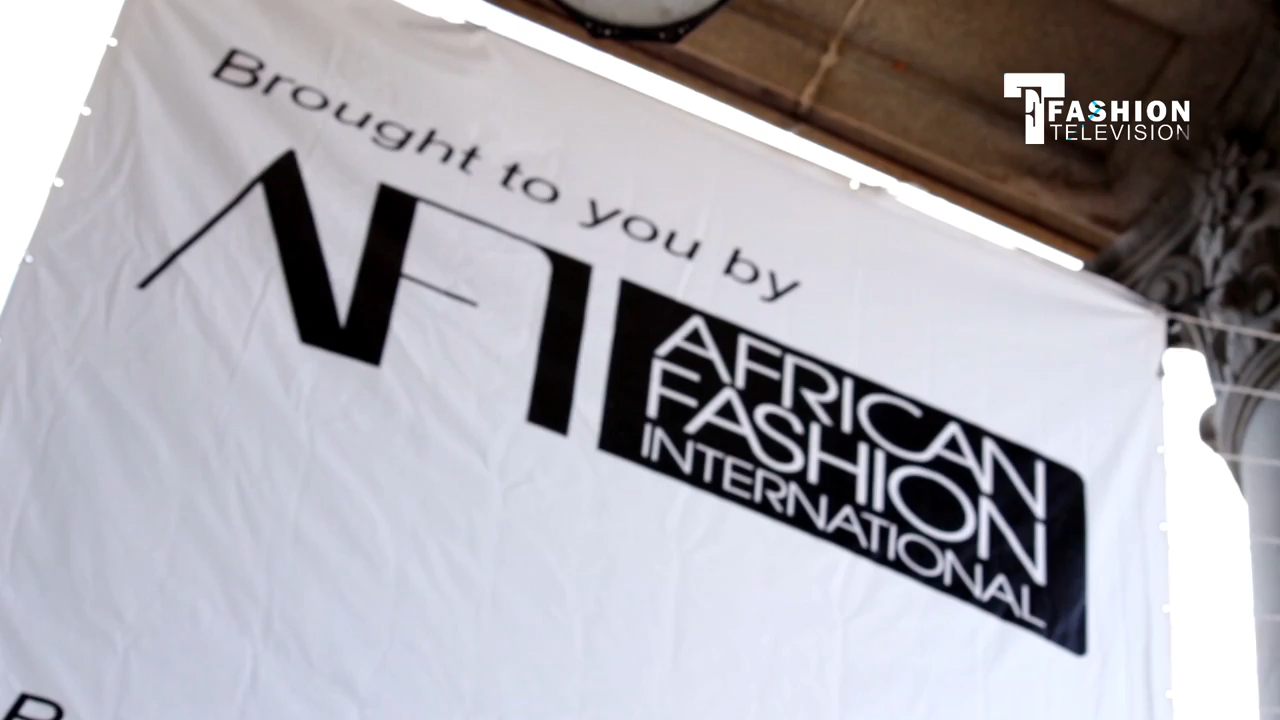 Brought to you by
AFI
AFRICAN
FASHION
INTERNATIONAL
FASHION
TELEVISION